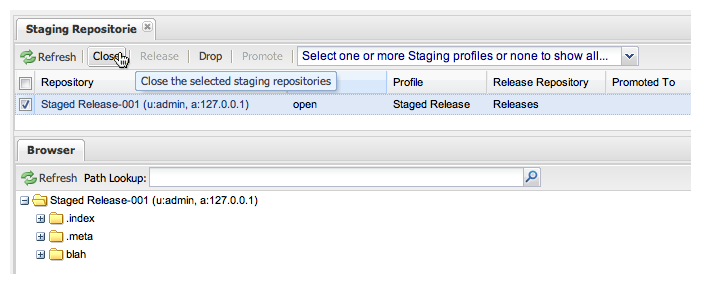 Staging Repositorie
Refresh Close Release Drop Promote Select one or more Staging profiles or none to show all...
Repository Profile Release Repository Promoted To
Close the selected staging repositories
Staged Release-001 (u:admin, a:127.0.0.1) open Staged Release Releases
Browser
Refresh Path Lookup:
Staged Release-001 (u:admin, a:127.0.0.1)
.index
.meta
blah